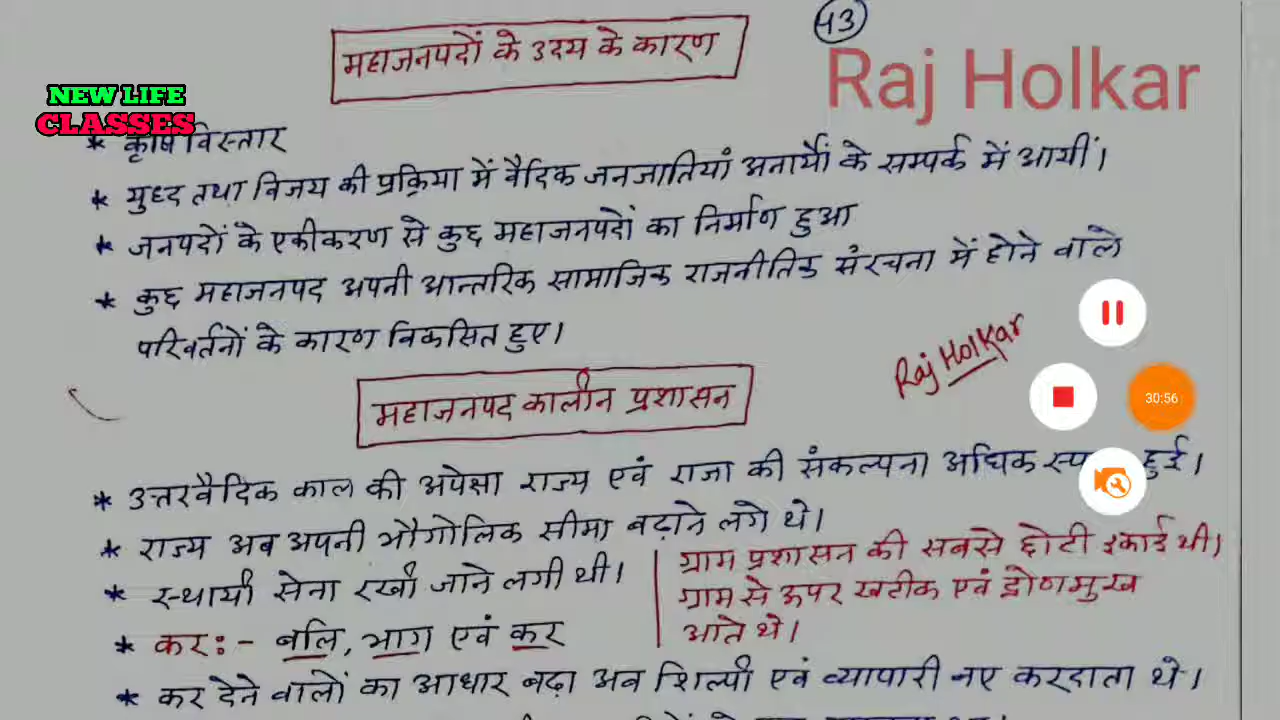 43
महाजनपदों के उदय के कारण
Raj Holkar
NEW LIFE
CLASSES
* कृषि विस्तार
* युध्द तथा विजय की प्रक्रिया में वैदिक जनजातियां अनार्यों के सम्पर्क में आयीं।
* जनपदों के एकीकरण से कुछ महाजनपदों का निर्माण हुआ
* कुछ महाजनपद अपनी आन्तरिक सामाजिक राजनीतिक संरचना में होने वाले
परिवर्तनों के कारण विकसित हुए।
Raj Holkar
30:56
महाजनपद कालीन प्रशासन
* उत्तरवैदिक काल की अपेक्षा राज्य एवं राजा की संकल्पना अधिक हुई।
* राज्य अब अपनी भौगोलिक सीमा बढ़ाने लगे थे।
* स्थायी सेना रखी जाने लगी थी।
ग्राम प्रशासन की सबसे छोटी इकाई थी।
ग्राम से ऊपर खटीक एवं द्रोणमुख
आते थे।
* कर:- बलि, भाग एवं कर
* कर देने वालों का आधार बढ़ा अब शिल्पी एवं व्यापारी नए करदाता थे।